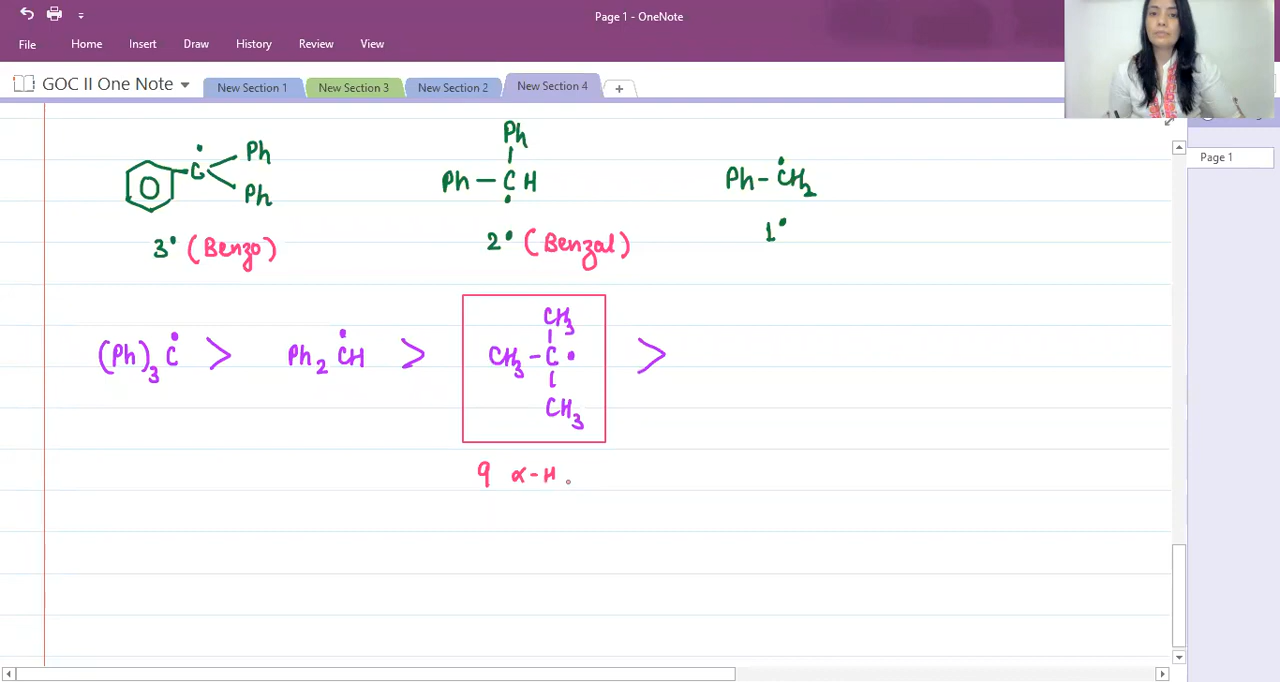 Page 1 - OneNote
File Home Insert Draw History Review View
GOC II One Note New Section 1 New Section 3 New Section 2 New Section 4 +
Page 1
Ċ Ph Ph
3° (Benzo)
Ph
Ph - CH
2° (Benzal)
Ph - ĊH₂
1°
(Ph)₃ Ċ > Ph₂ ĊH > CH₃ - C • >
CH₃
CH₃
9 α-H